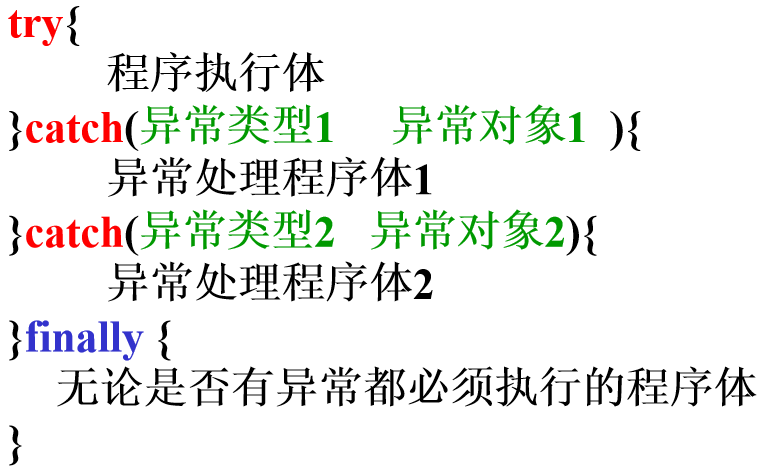 try{
程序执行体
}catch(异常类型1 异常对象1 ){
异常处理程序体1
}catch(异常类型2 异常对象2){
异常处理程序体2
}finally {
无论是否有异常都必须执行的程序体
}